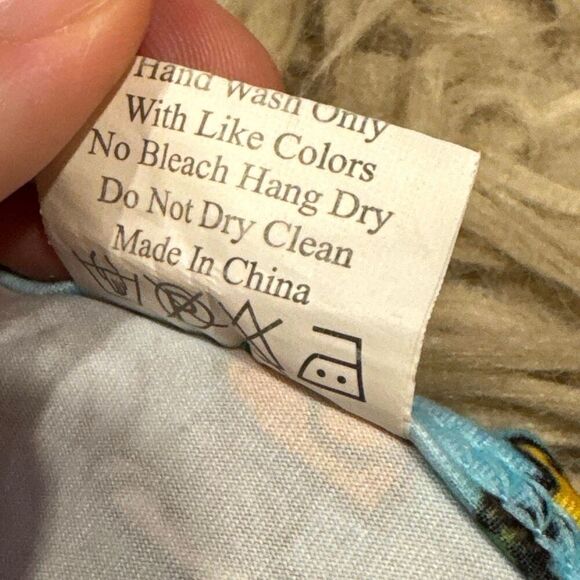 Hand Wash Only
With Like Colors
No Bleach Hang Dry
Do Not Dry Clean
Made In China
P